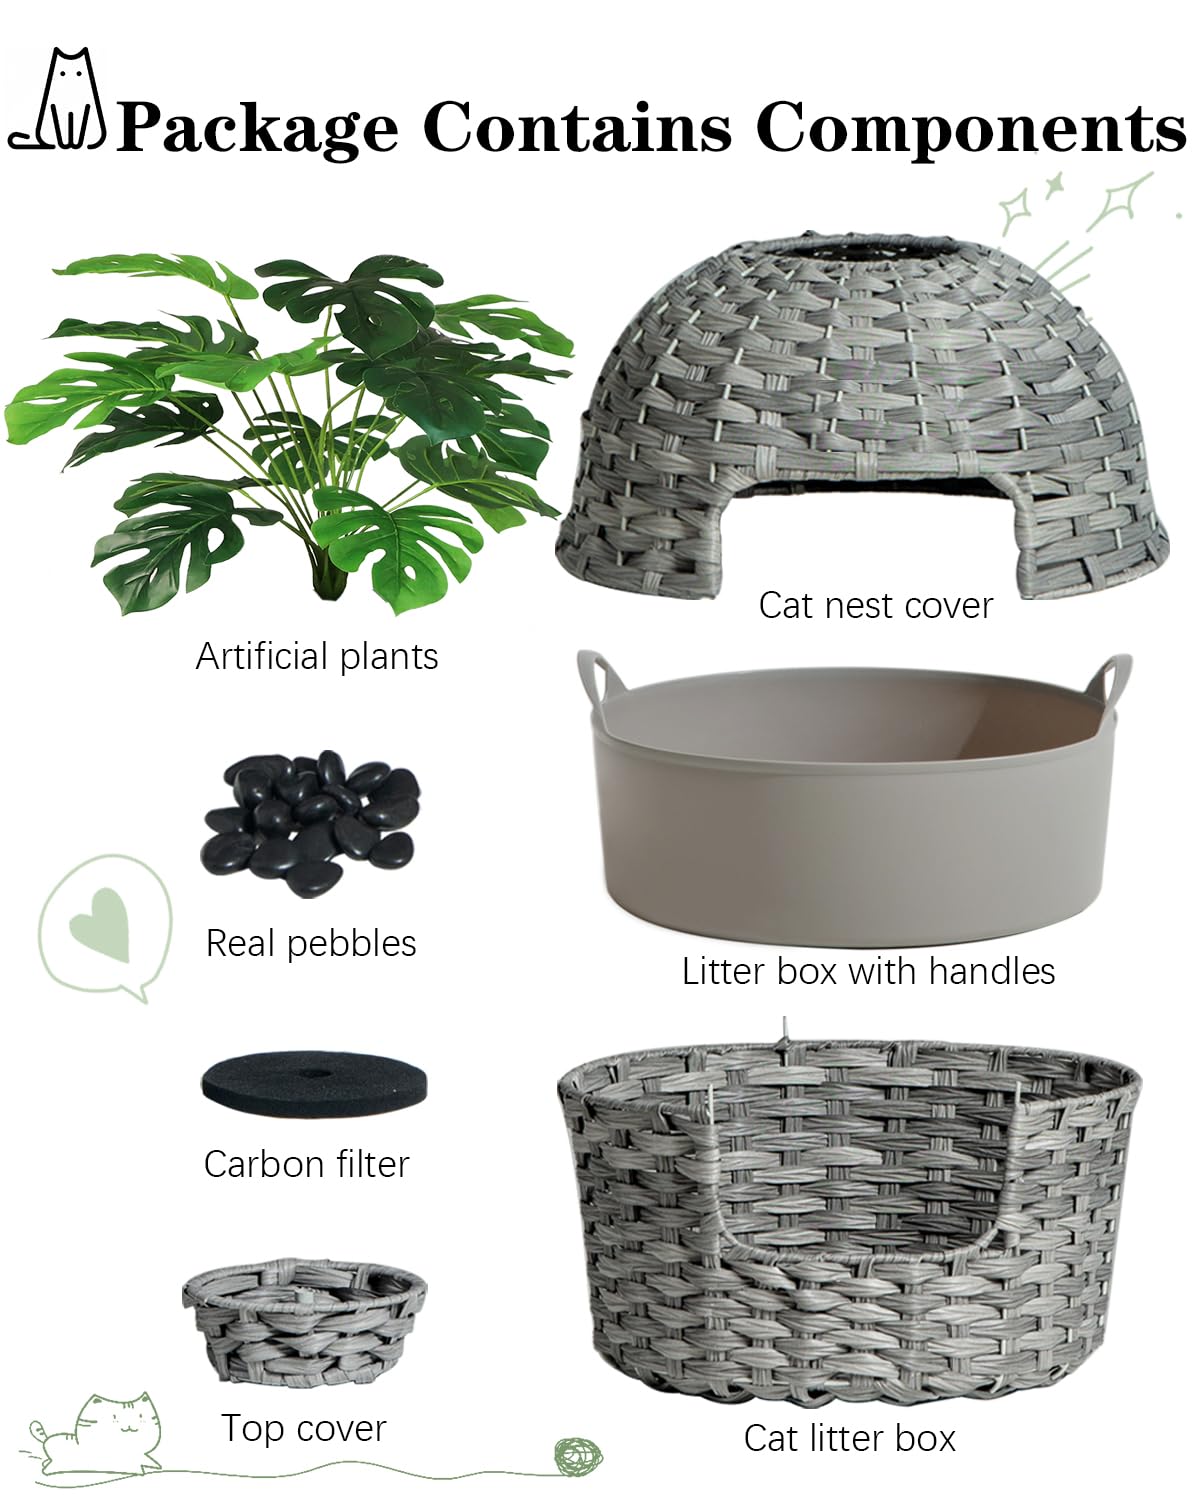 Package Contains Components
Artificial plants
Cat nest cover
Real pebbles
Litter box with handles
Carbon filter
Top cover
Cat litter box